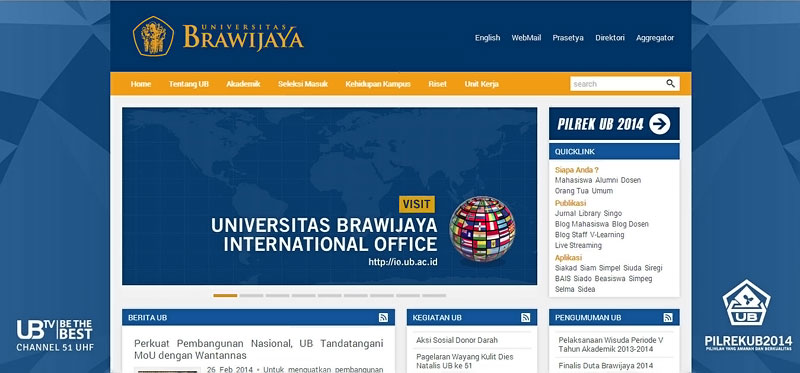 UNIVERSITAS
BRAWIJAYA
English WebMail Prasetya Direktori Aggregator
Home Tentang UB Akademik Seleksi Masuk Kehidupan Kampus Riset Unit Kerja
search
VISIT
UNIVERSITAS BRAWIJAYA
INTERNATIONAL OFFICE
http://io.ub.ac.id
PILREK UB 2014
QUICKLINK
Siapa Anda ?
Mahasiswa Alumni Dosen
Orang Tua Umum
Publikasi
Jurnal Library Singo
Blog Mahasiswa Blog Dosen
Blog Staff V-Learning
Live Streaming
Aplikasi
Siakad Siam Simpel Siuda Siregi
BAIS Siado Beasiswa Simpeg
Selma Sidea
UBTV BE THE
BEST
CHANNEL 51 UHF
BERITA UB
Perkuat Pembangunan Nasional, UB Tandatangani
MoU dengan Wantannas
26 Feb 2014 • Untuk menguatkan pembangunan
KEGIATAN UB
Aksi Sosial Donor Darah
Pagelaran Wayang Kulit Dies
Natalis UB ke 51
PENGUMUMAN UB
Pelaksanaan Wisuda Periode V
Tahun Akademik 2013-2014
Finalis Duta Brawijaya 2014
UB
PILREKUB2014
PILIHLAH YANG AMANAH DAN BERKUALITAS